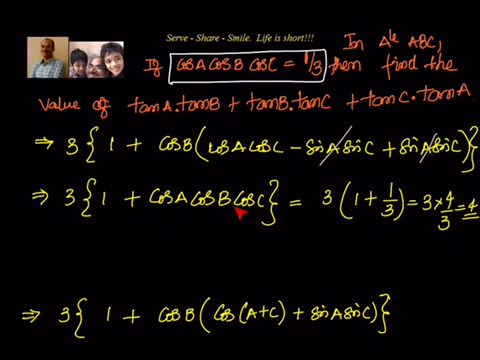 Serve - Share - Smile. Life is short!!!
If cosA cosB cosC = 1/3 In Δle ABC, then find the
value of tanA.tanB + tanB.tanC + tanC.tanA
⇒ 3{ 1 + cosB(cosA cosC - sinA sinC + sinA sinC)}
⇒ 3{ 1 + cosA cosB cosC} = 3(1 + 1/3) = 3 × 4/3 = 4
⇒ 3{ 1 + cosB(cos(A+C) + sinA sinC)}